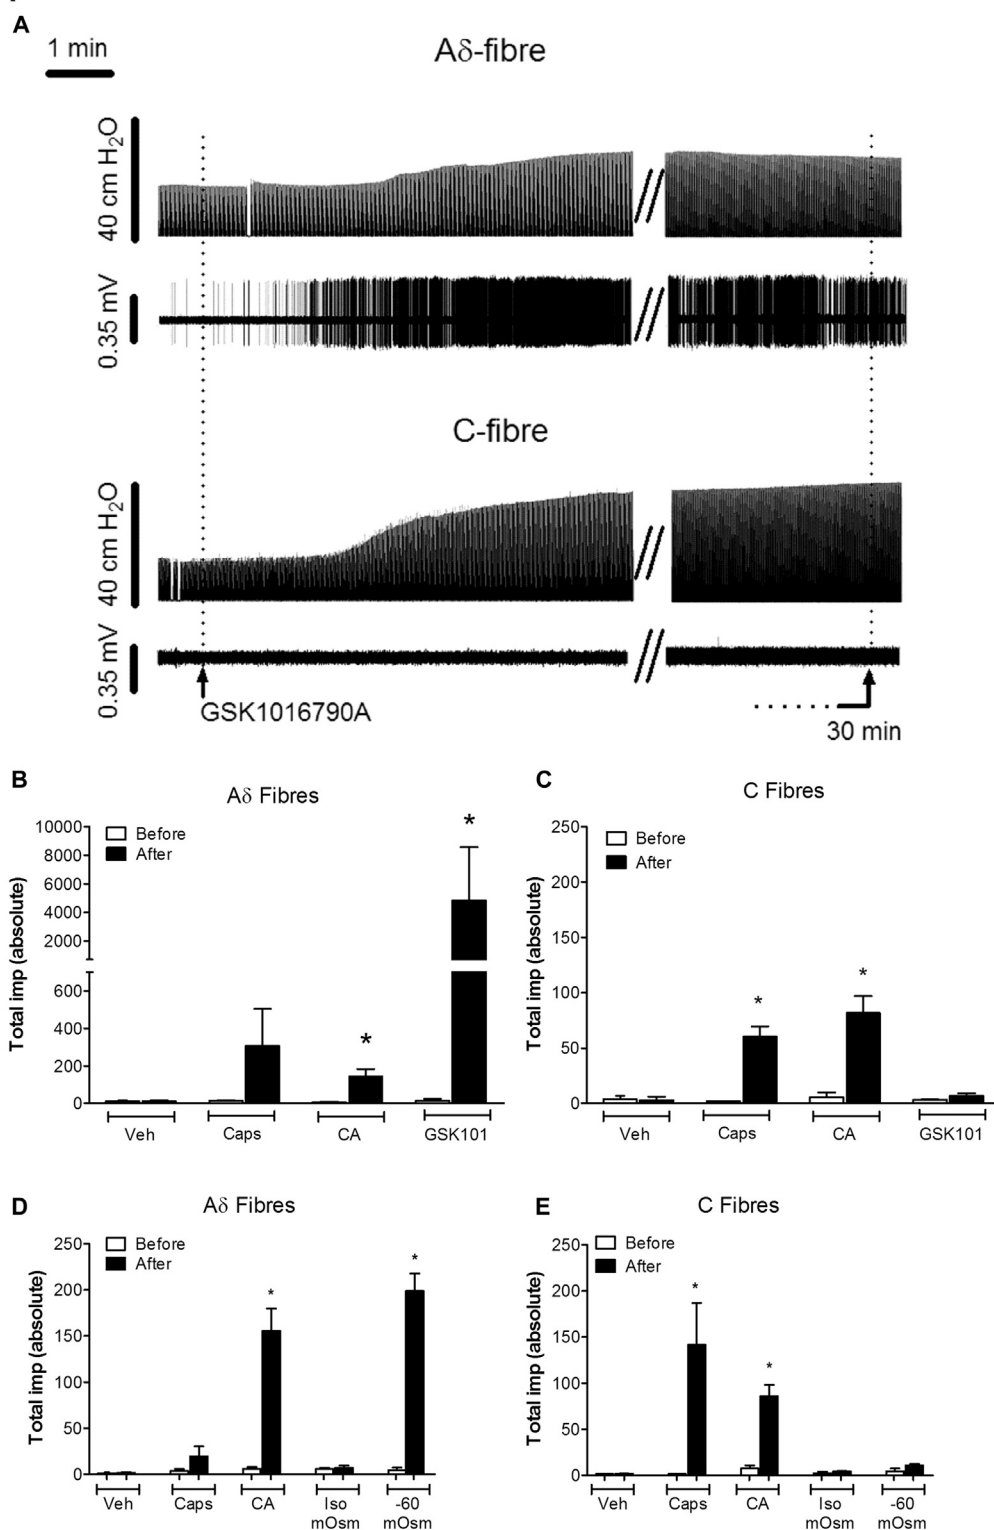 A
1 min
Aδ-fibre
40 cm H2O
0.35 mV
C-fibre
40 cm H2O
0.35 mV
GSK1016790A
30 min
B
Aδ Fibres
Total imp (absolute)
10000
8000
6000
4000
2000
600
400
200
0
Before
After
*
*
Veh
Caps
CA
GSK101
C
C Fibres
Total imp (absolute)
250
200
150
100
50
0
Before
After
*
*
Veh
Caps
CA
GSK101
D
Aδ Fibres
Total imp (absolute)
250
200
150
100
50
0
Before
After
*
*
Veh
Caps
CA
Iso
mOsm
-60
mOsm
E
C Fibres
Total imp (absolute)
250
200
150
100
50
0
Before
After
*
*
Veh
Caps
CA
Iso
mOsm
-60
mOsm